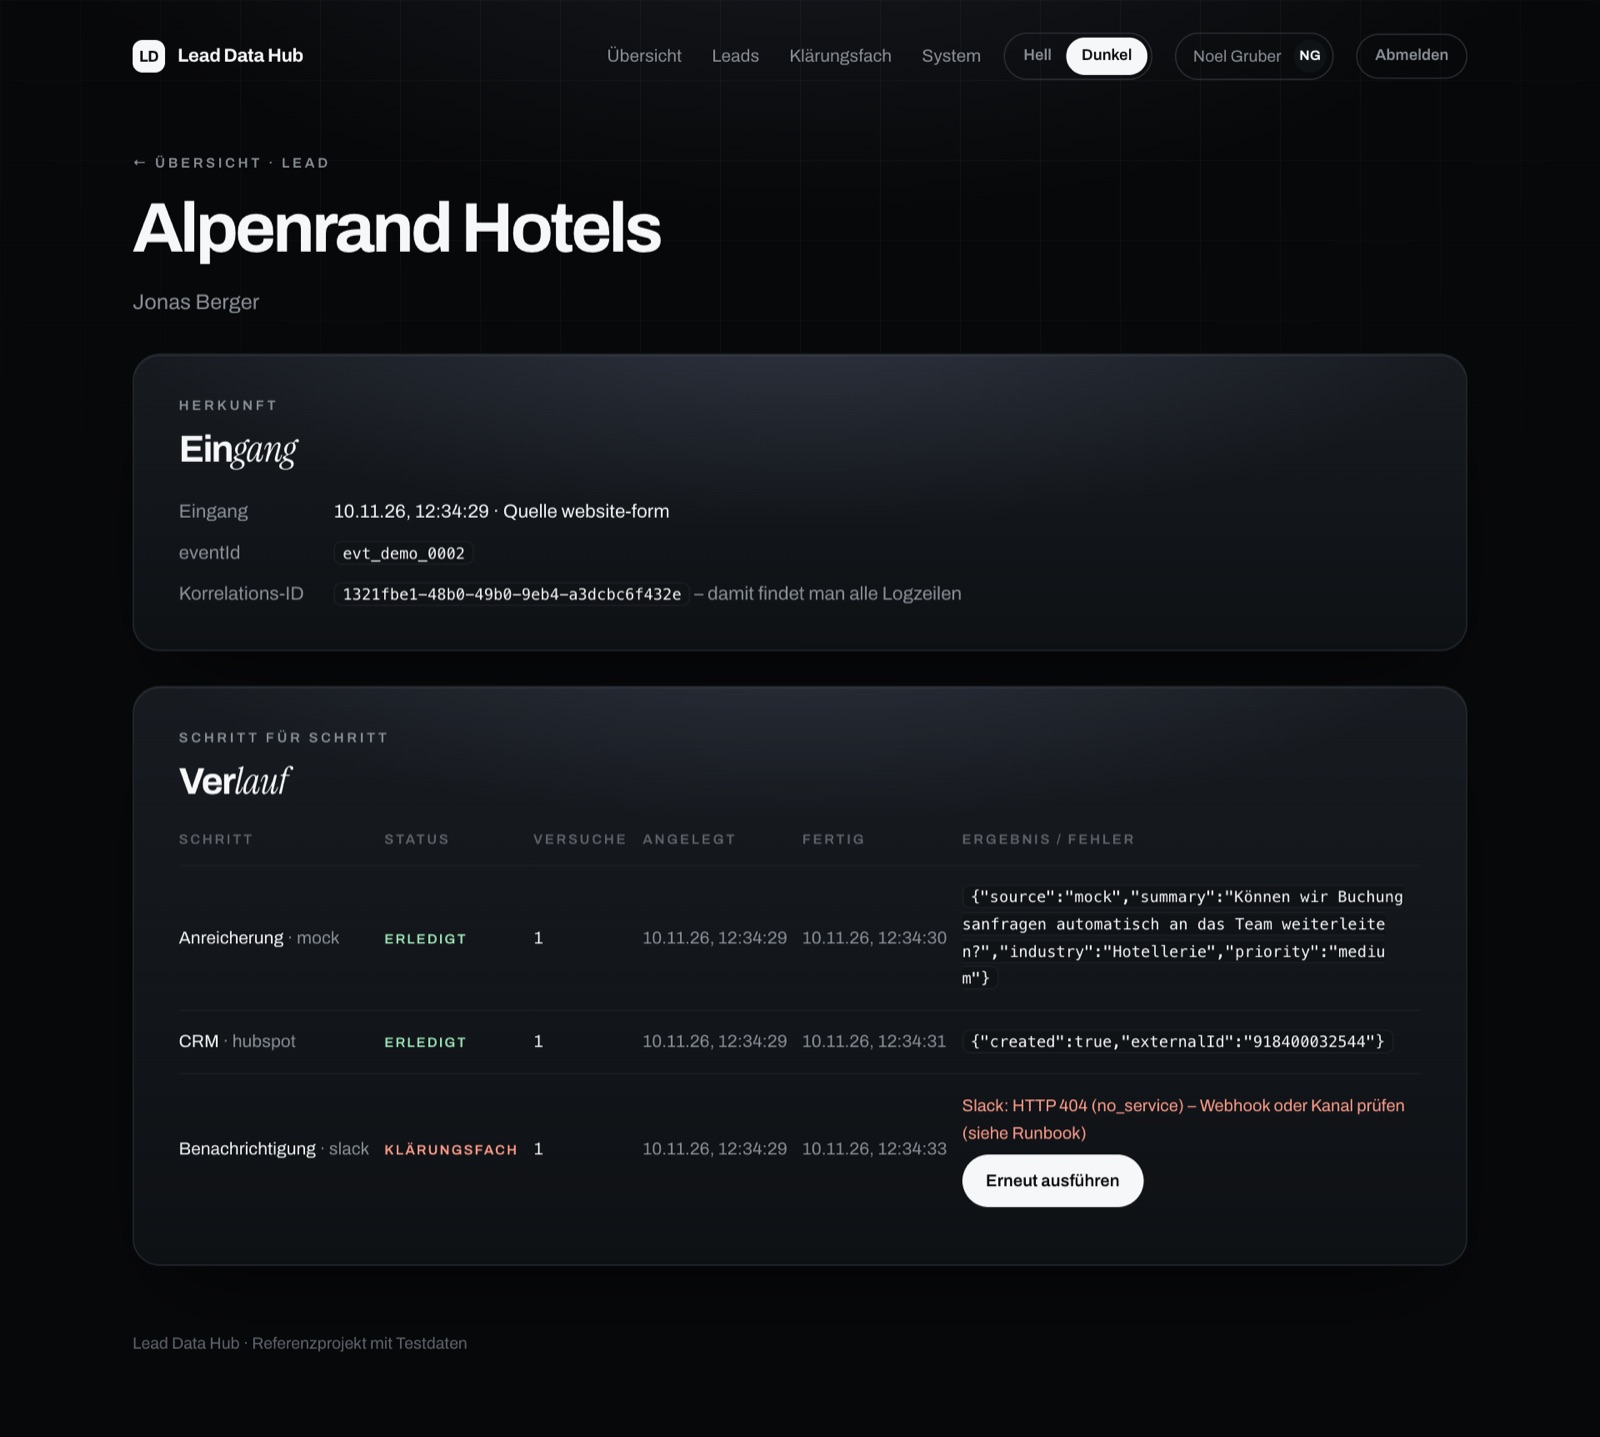 LD Lead Data Hub Übersicht Leads Klärungsfach System Hell Dunkel Noel Gruber NG Abmelden
← ÜBERSICHT · LEAD
Alpenrand Hotels
Jonas Berger
HERKUNFT
Eingang
Eingang 10.11.26, 12:34:29 · Quelle website-form
eventId evt_demo_0002
Korrelations-ID 1321fbe1-48b0-49b0-9eb4-a3dcbc6f432e – damit findet man alle Logzeilen
SCHRITT FÜR SCHRITT
Verlauf
SCHRITT STATUS VERSUCHE ANGELEGT FERTIG ERGEBNIS / FEHLER
Anreicherung · mock ERLEDIGT 1 10.11.26, 12:34:29 10.11.26, 12:34:30 {"source":"mock","summary":"Können wir Buchung
sanfragen automatisch an das Team weiterleite
n?","industry":"Hotellerie","priority":"mediu
m"}
CRM · hubspot ERLEDIGT 1 10.11.26, 12:34:29 10.11.26, 12:34:31 {"created":true,"externalId":"918400032544"}
Benachrichtigung · slack KLÄRUNGSFACH 1 10.11.26, 12:34:29 10.11.26, 12:34:33 Slack: HTTP 404 (no_service) – Webhook oder Kanal prüfen
(siehe Runbook)
Erneut ausführen
Lead Data Hub · Referenzprojekt mit Testdaten